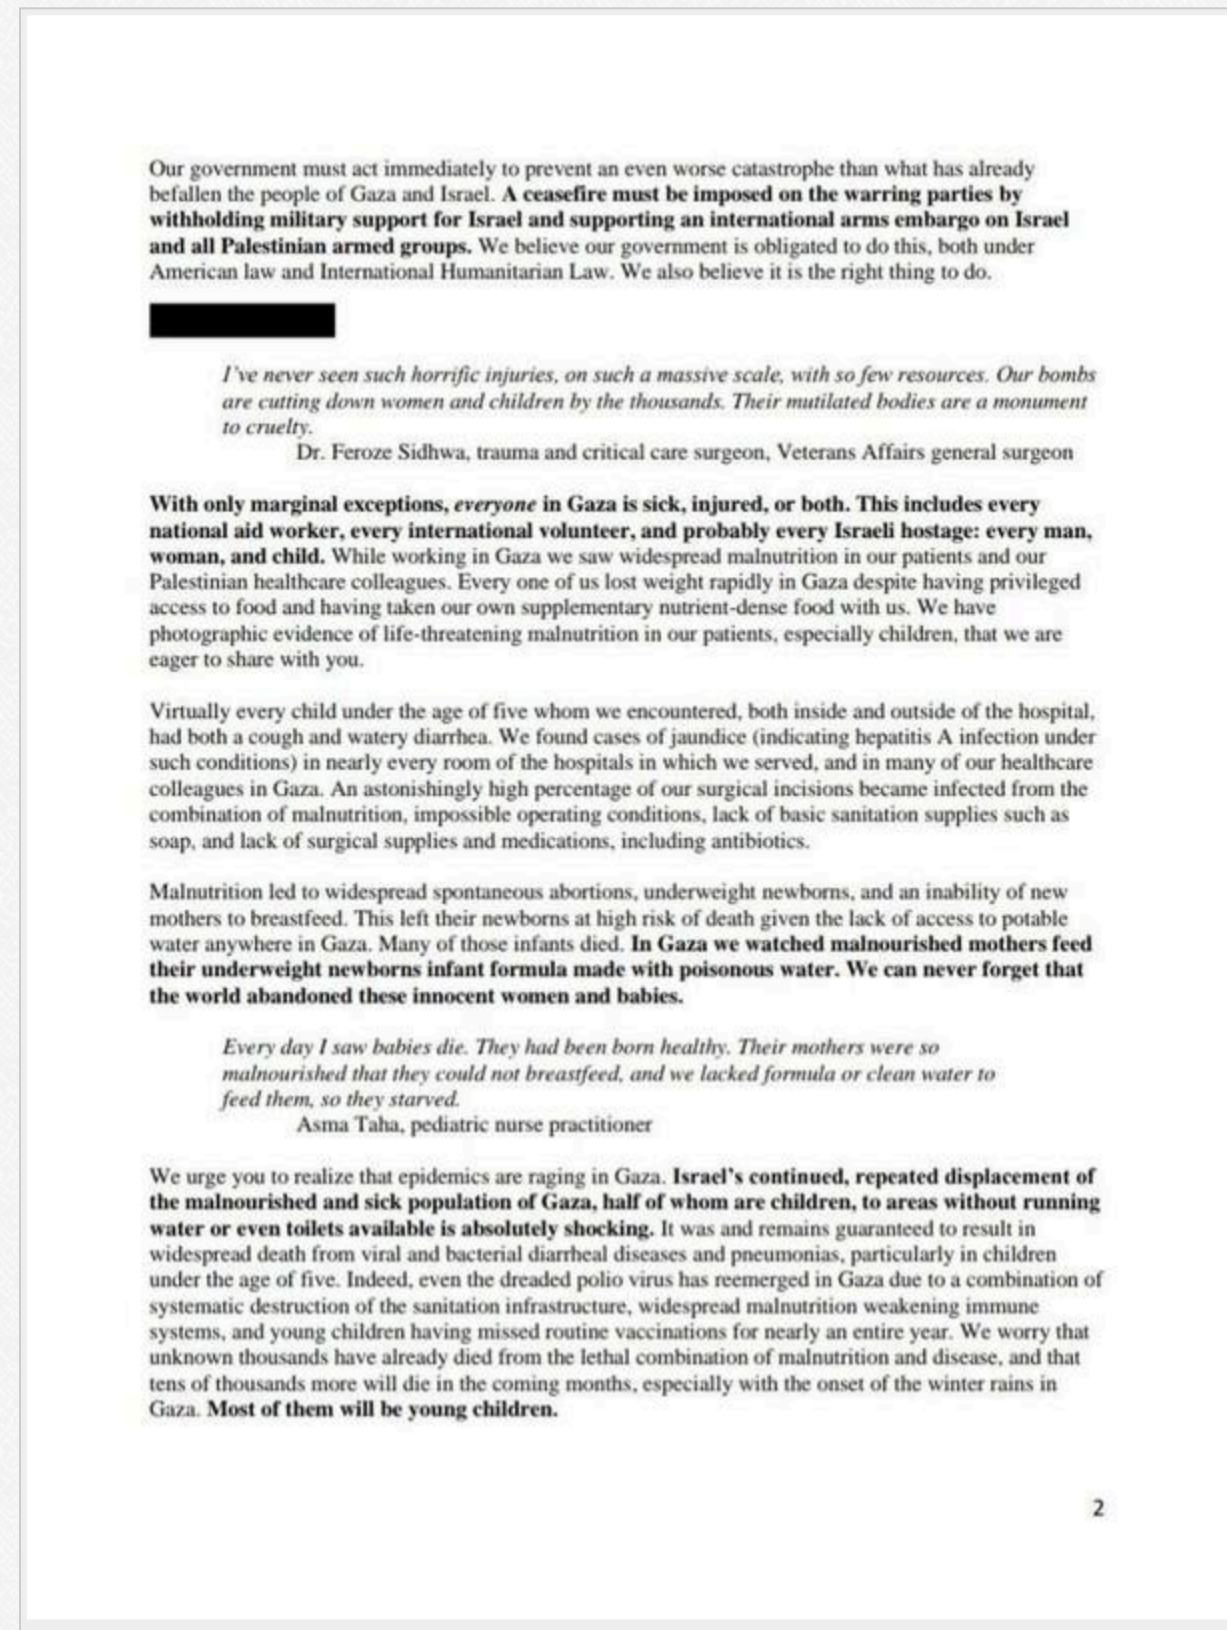 Our government must act immediately to prevent an even worse catastrophe than what has already
befallen the people of Gaza and Israel. A ceasefire must be imposed on the warring parties by
withholding military support for Israel and supporting an international arms embargo on Israel
and all Palestinian armed groups. We believe our government is obligated to do this, both under
American law and International Humanitarian Law. We also believe it is the right thing to do.
I've never seen such horrific injuries, on such a massive scale, with so few resources. Our bombs
are cutting down women and children by the thousands. Their mutilated bodies are a monument
to cruelty.
Dr. Feroze Sidhwa, trauma and critical care surgeon, Veterans Affairs general surgeon
With only marginal exceptions, everyone in Gaza is sick, injured, or both. This includes every
national aid worker, every international volunteer, and probably every Israeli hostage: every man,
woman, and child. While working in Gaza we saw widespread malnutrition in our patients and our
Palestinian healthcare colleagues. Every one of us lost weight rapidly in Gaza despite having privileged
access to food and having taken our own supplementary nutrient-dense food with us. We have
photographic evidence of life-threatening malnutrition in our patients, especially children, that we are
eager to share with you.
Virtually every child under the age of five whom we encountered, both inside and outside of the hospital,
had both a cough and watery diarrhea. We found cases of jaundice (indicating hepatitis A infection under
such conditions) in nearly every room of the hospitals in which we served, and in many of our healthcare
colleagues in Gaza. An astonishingly high percentage of our surgical incisions became infected from the
combination of malnutrition, impossible operating conditions, lack of basic sanitation supplies such as
soap, and lack of surgical supplies and medications, including antibiotics.
Malnutrition led to widespread spontaneous abortions, underweight newborns, and an inability of new
mothers to breastfeed. This left their newborns at high risk of death given the lack of access to potable
water anywhere in Gaza. Many of those infants died. In Gaza we watched malnourished mothers feed
their underweight newborns infant formula made with poisonous water. We can never forget that
the world abandoned these innocent women and babies.
Every day I saw babies die. They had been born healthy. Their mothers were so
malnourished that they could not breastfeed, and we lacked formula or clean water to
feed them, so they starved.
Asma Taha, pediatric nurse practitioner
We urge you to realize that epidemics are raging in Gaza. Israel's continued, repeated displacement of
the malnourished and sick population of Gaza, half of whom are children, to areas without running
water or even toilets available is absolutely shocking. It was and remains guaranteed to result in
widespread death from viral and bacterial diarrheal diseases and pneumonias, particularly in children
under the age of five. Indeed, even the dreaded polio virus has reemerged in Gaza due to a combination of
systematic destruction of the sanitation infrastructure, widespread malnutrition weakening immune
systems, and young children having missed routine vaccinations for nearly an entire year. We worry that
unknown thousands have already died from the lethal combination of malnutrition and disease, and that
tens of thousands more will die in the coming months, especially with the onset of the winter rains in
Gaza. Most of them will be young children.
2